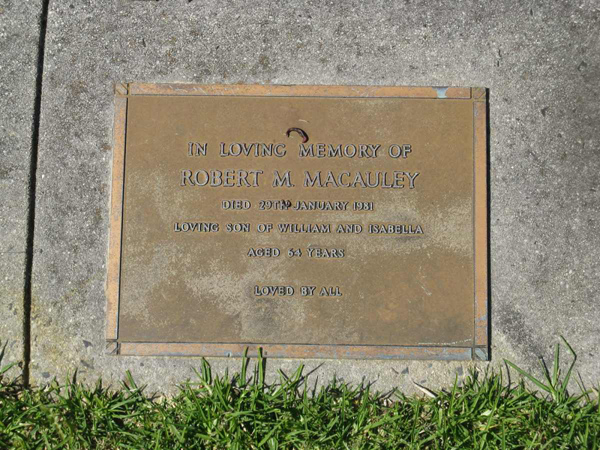 IN LOVING MEMORY OF
ROBERT M. MACAULEY
DIED 29TH JANUARY 1981
LOVING SON OF WILLIAM AND ISABELLA
AGED 54 YEARS
LOVED BY ALL